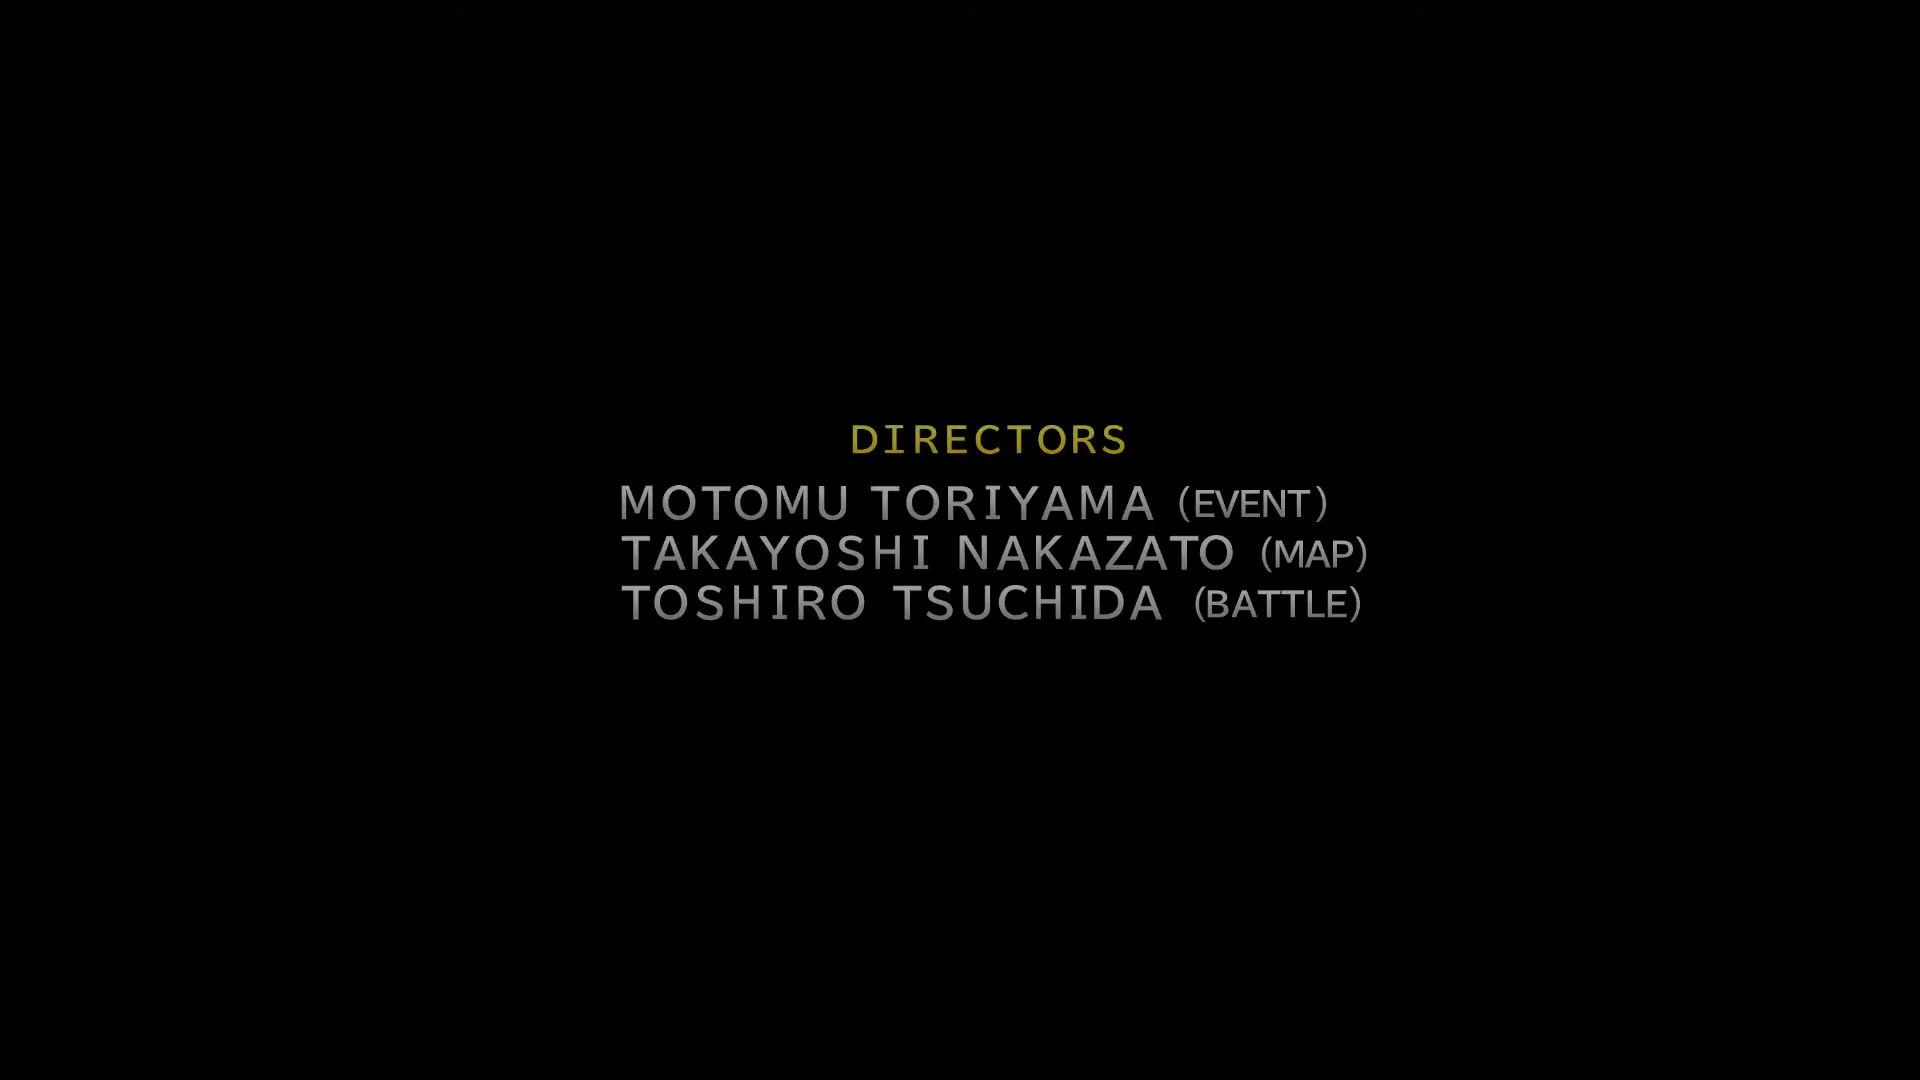 DIRECTORS
MOTOMU TORIYAMA (EVENT)
TAKAYOSHI NAKAZATO (MAP)
TOSHIRO TSUCHIDA (BATTLE)